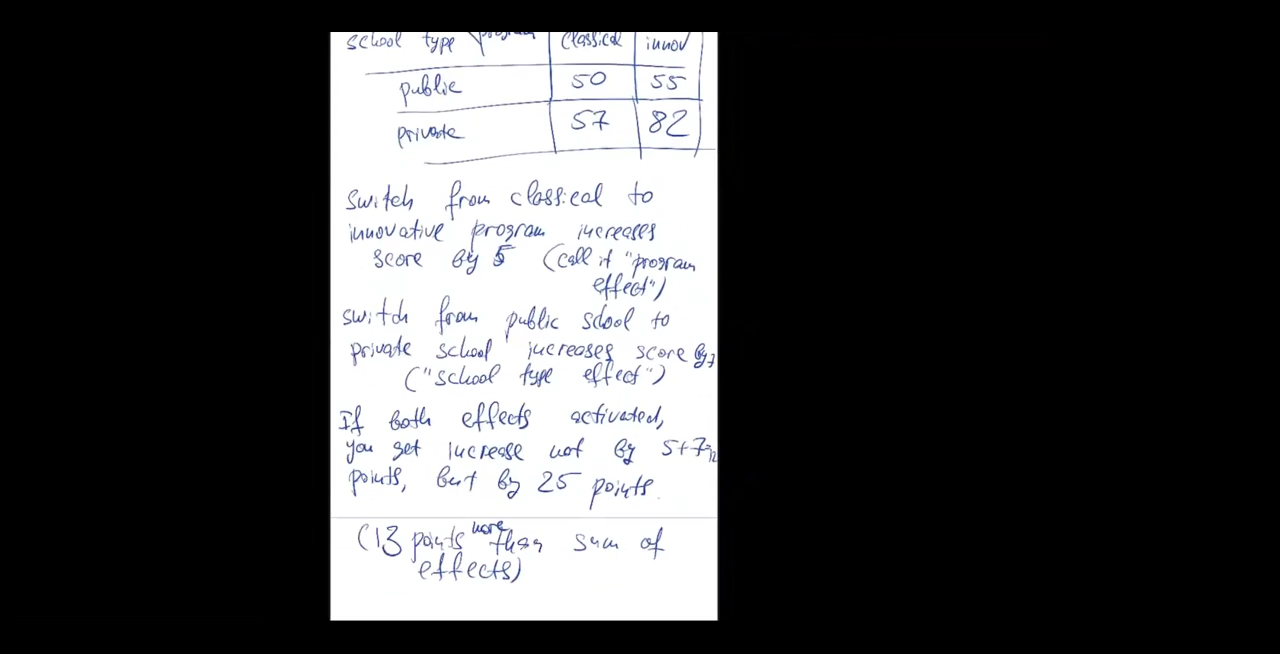 school type program classical innov
public 50 55
private 57 82
switch from classical to
innovative program increases
score by 5 (call it "program
effect")
switch from public school to
private school increases score by 7
("school type effect")
If both effects activated,
you get increase not by 5+7=12
points, but by 25 points.
(13 points more than sum of
effects)